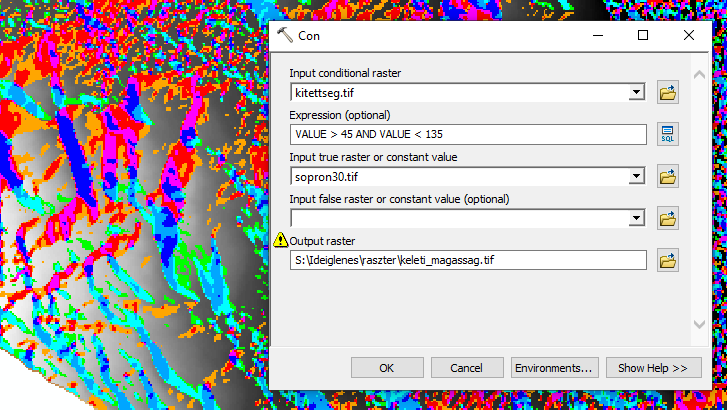 Con
Input conditional raster
kitettseg.tif
Expression (optional)
VALUE > 45 AND VALUE < 135
SQL
Input true raster or constant value
sopron30.tif
Input false raster or constant value (optional)
Output raster
S:\Ideiglenes\raszter\keleti_magassag.tif
OK Cancel Environments... Show Help >>